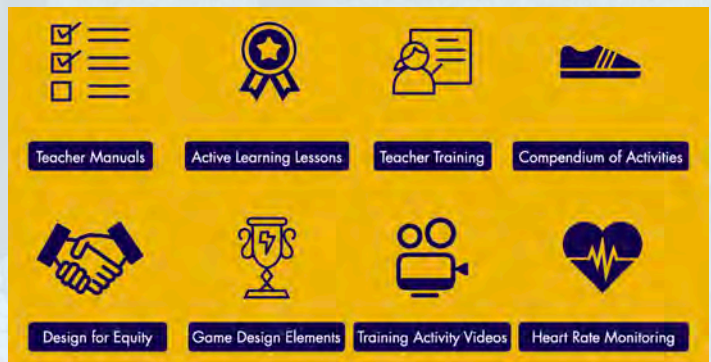 Teacher Manuals
Active Learning Lessons
Teacher Training
Compendium of Activities
Design for Equity
Game Design Elements
Training Activity Videos
Heart Rate Monitoring